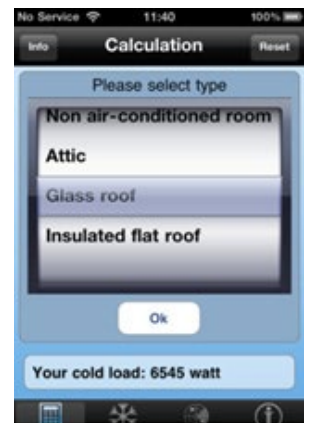 No Service 11:40 100%
Info Calculation Reset
Please select type
Non air-conditioned room
Attic
Glass roof
Insulated flat roof
Ok
Your cold load: 6545 watt